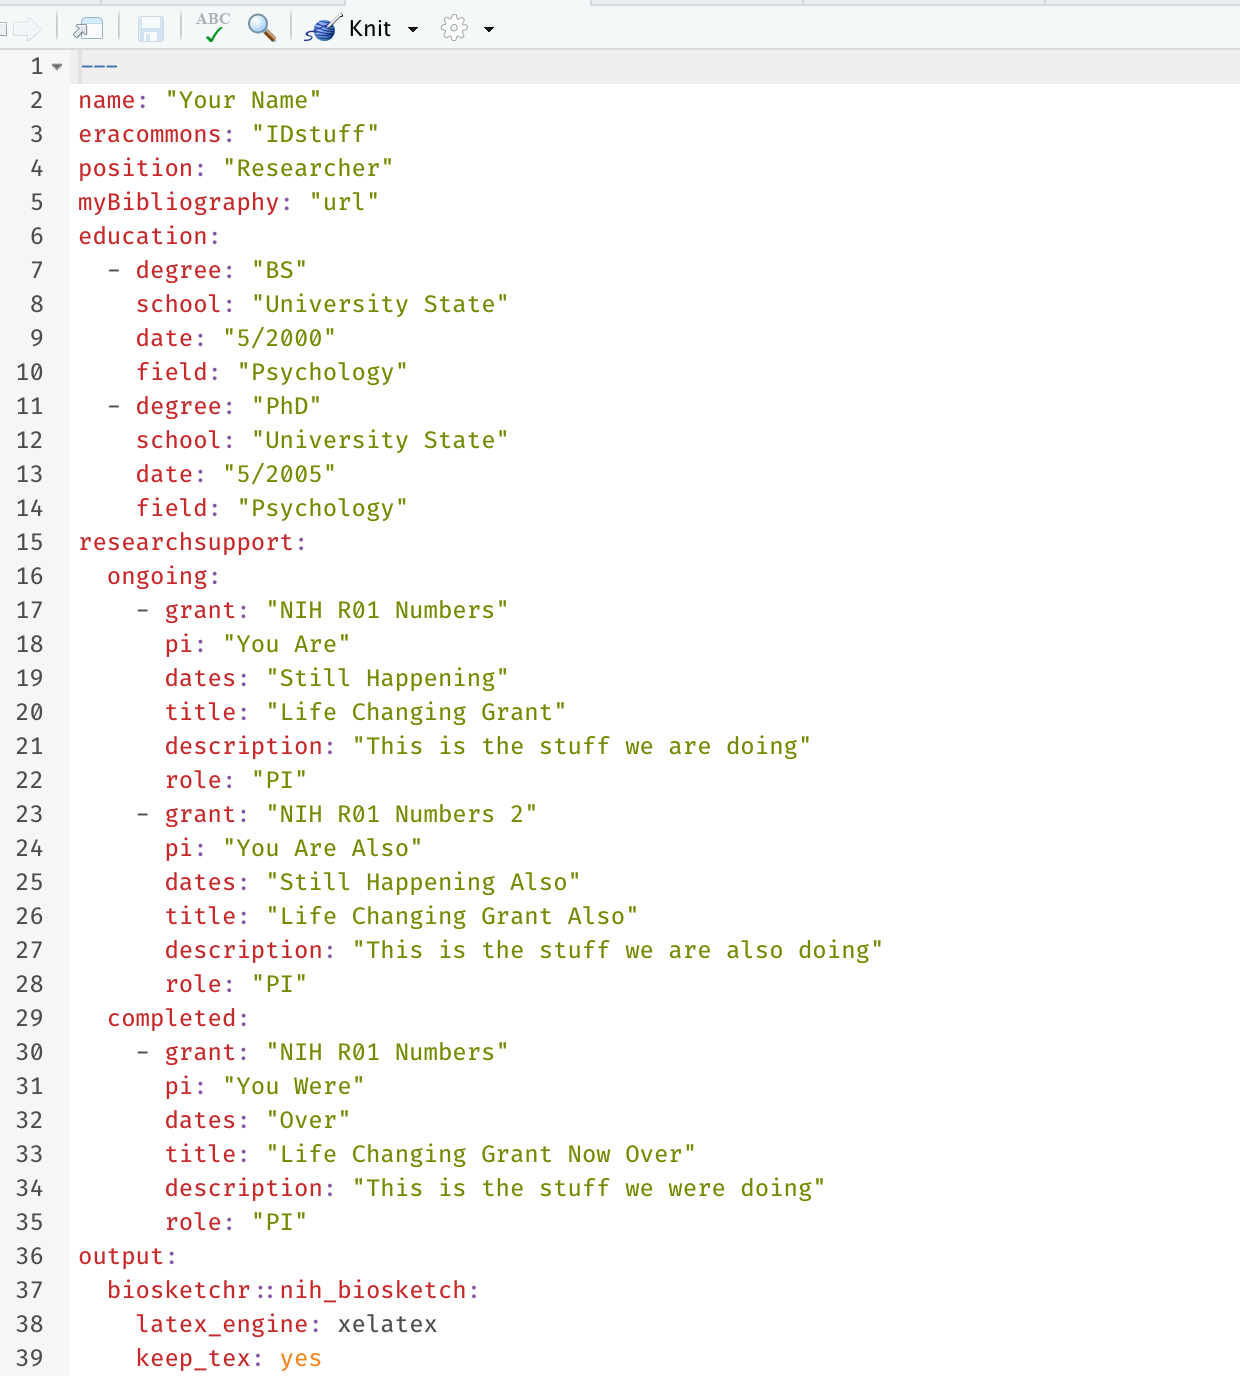 ABC
Knit
1 ---
2 name: "Your Name"
3 eracommons: "IDstuff"
4 position: "Researcher"
5 myBibliography: "url"
6 education:
7   - degree: "BS"
8     school: "University State"
9     date: "5/2000"
10     field: "Psychology"
11   - degree: "PhD"
12     school: "University State"
13     date: "5/2005"
14     field: "Psychology"
15 researchsupport:
16   ongoing:
17     - grant: "NIH R01 Numbers"
18       pi: "You Are"
19       dates: "Still Happening"
20       title: "Life Changing Grant"
21       description: "This is the stuff we are doing"
22       role: "PI"
23     - grant: "NIH R01 Numbers 2"
24       pi: "You Are Also"
25       dates: "Still Happening Also"
26       title: "Life Changing Grant Also"
27       description: "This is the stuff we are also doing"
28       role: "PI"
29   completed:
30     - grant: "NIH R01 Numbers"
31       pi: "You Were"
32       dates: "Over"
33       title: "Life Changing Grant Now Over"
34       description: "This is the stuff we were doing"
35       role: "PI"
36 output:
37   biosketchr::nih_biosketch:
38     latex_engine: xelatex
39     keep_tex: yes